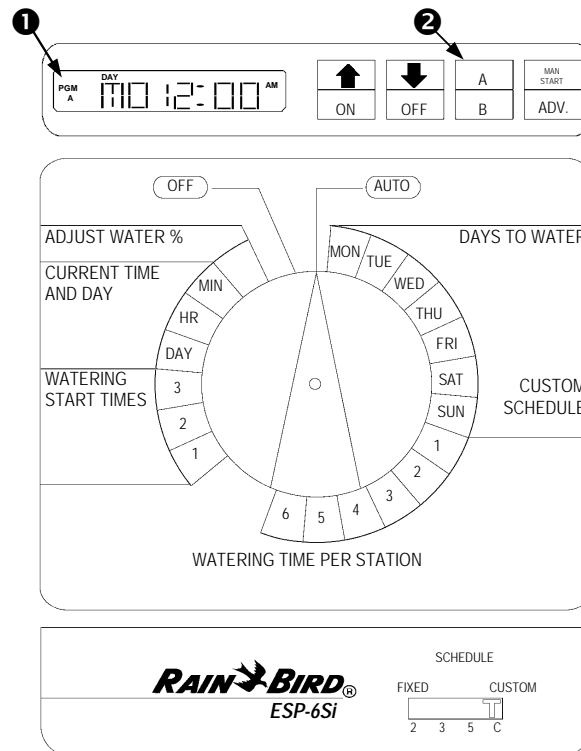 1 2
PGM A DAY MO 12:00 AM
ON OFF A B MAN START ADV.
OFF AUTO
ADJUST WATER %
DAYS TO WATER
CURRENT TIME AND DAY
MIN
HR
DAY
WATERING START TIMES
3
2
1
MON
TUE
WED
THU
FRI
SAT
SUN
CUSTOM SCHEDULE
1
2
3
4
5
6
WATERING TIME PER STATION
RAIN BIRD®
ESP-6Si
SCHEDULE
FIXED CUSTOM
2 3 5 C